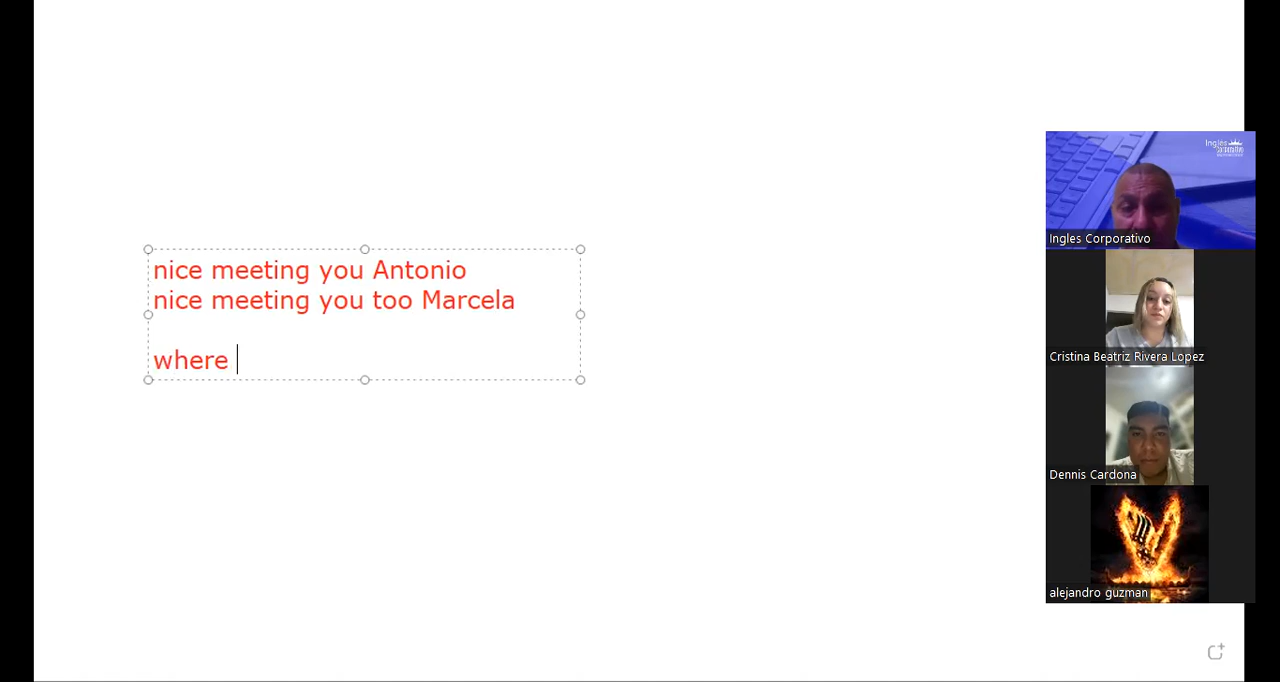 nice meeting you Antonio
nice meeting you too Marcela
where
Ingles
Ingles Corporativo
Cristina Beatriz Rivera Lopez
Dennis Cardona
alejandro guzman